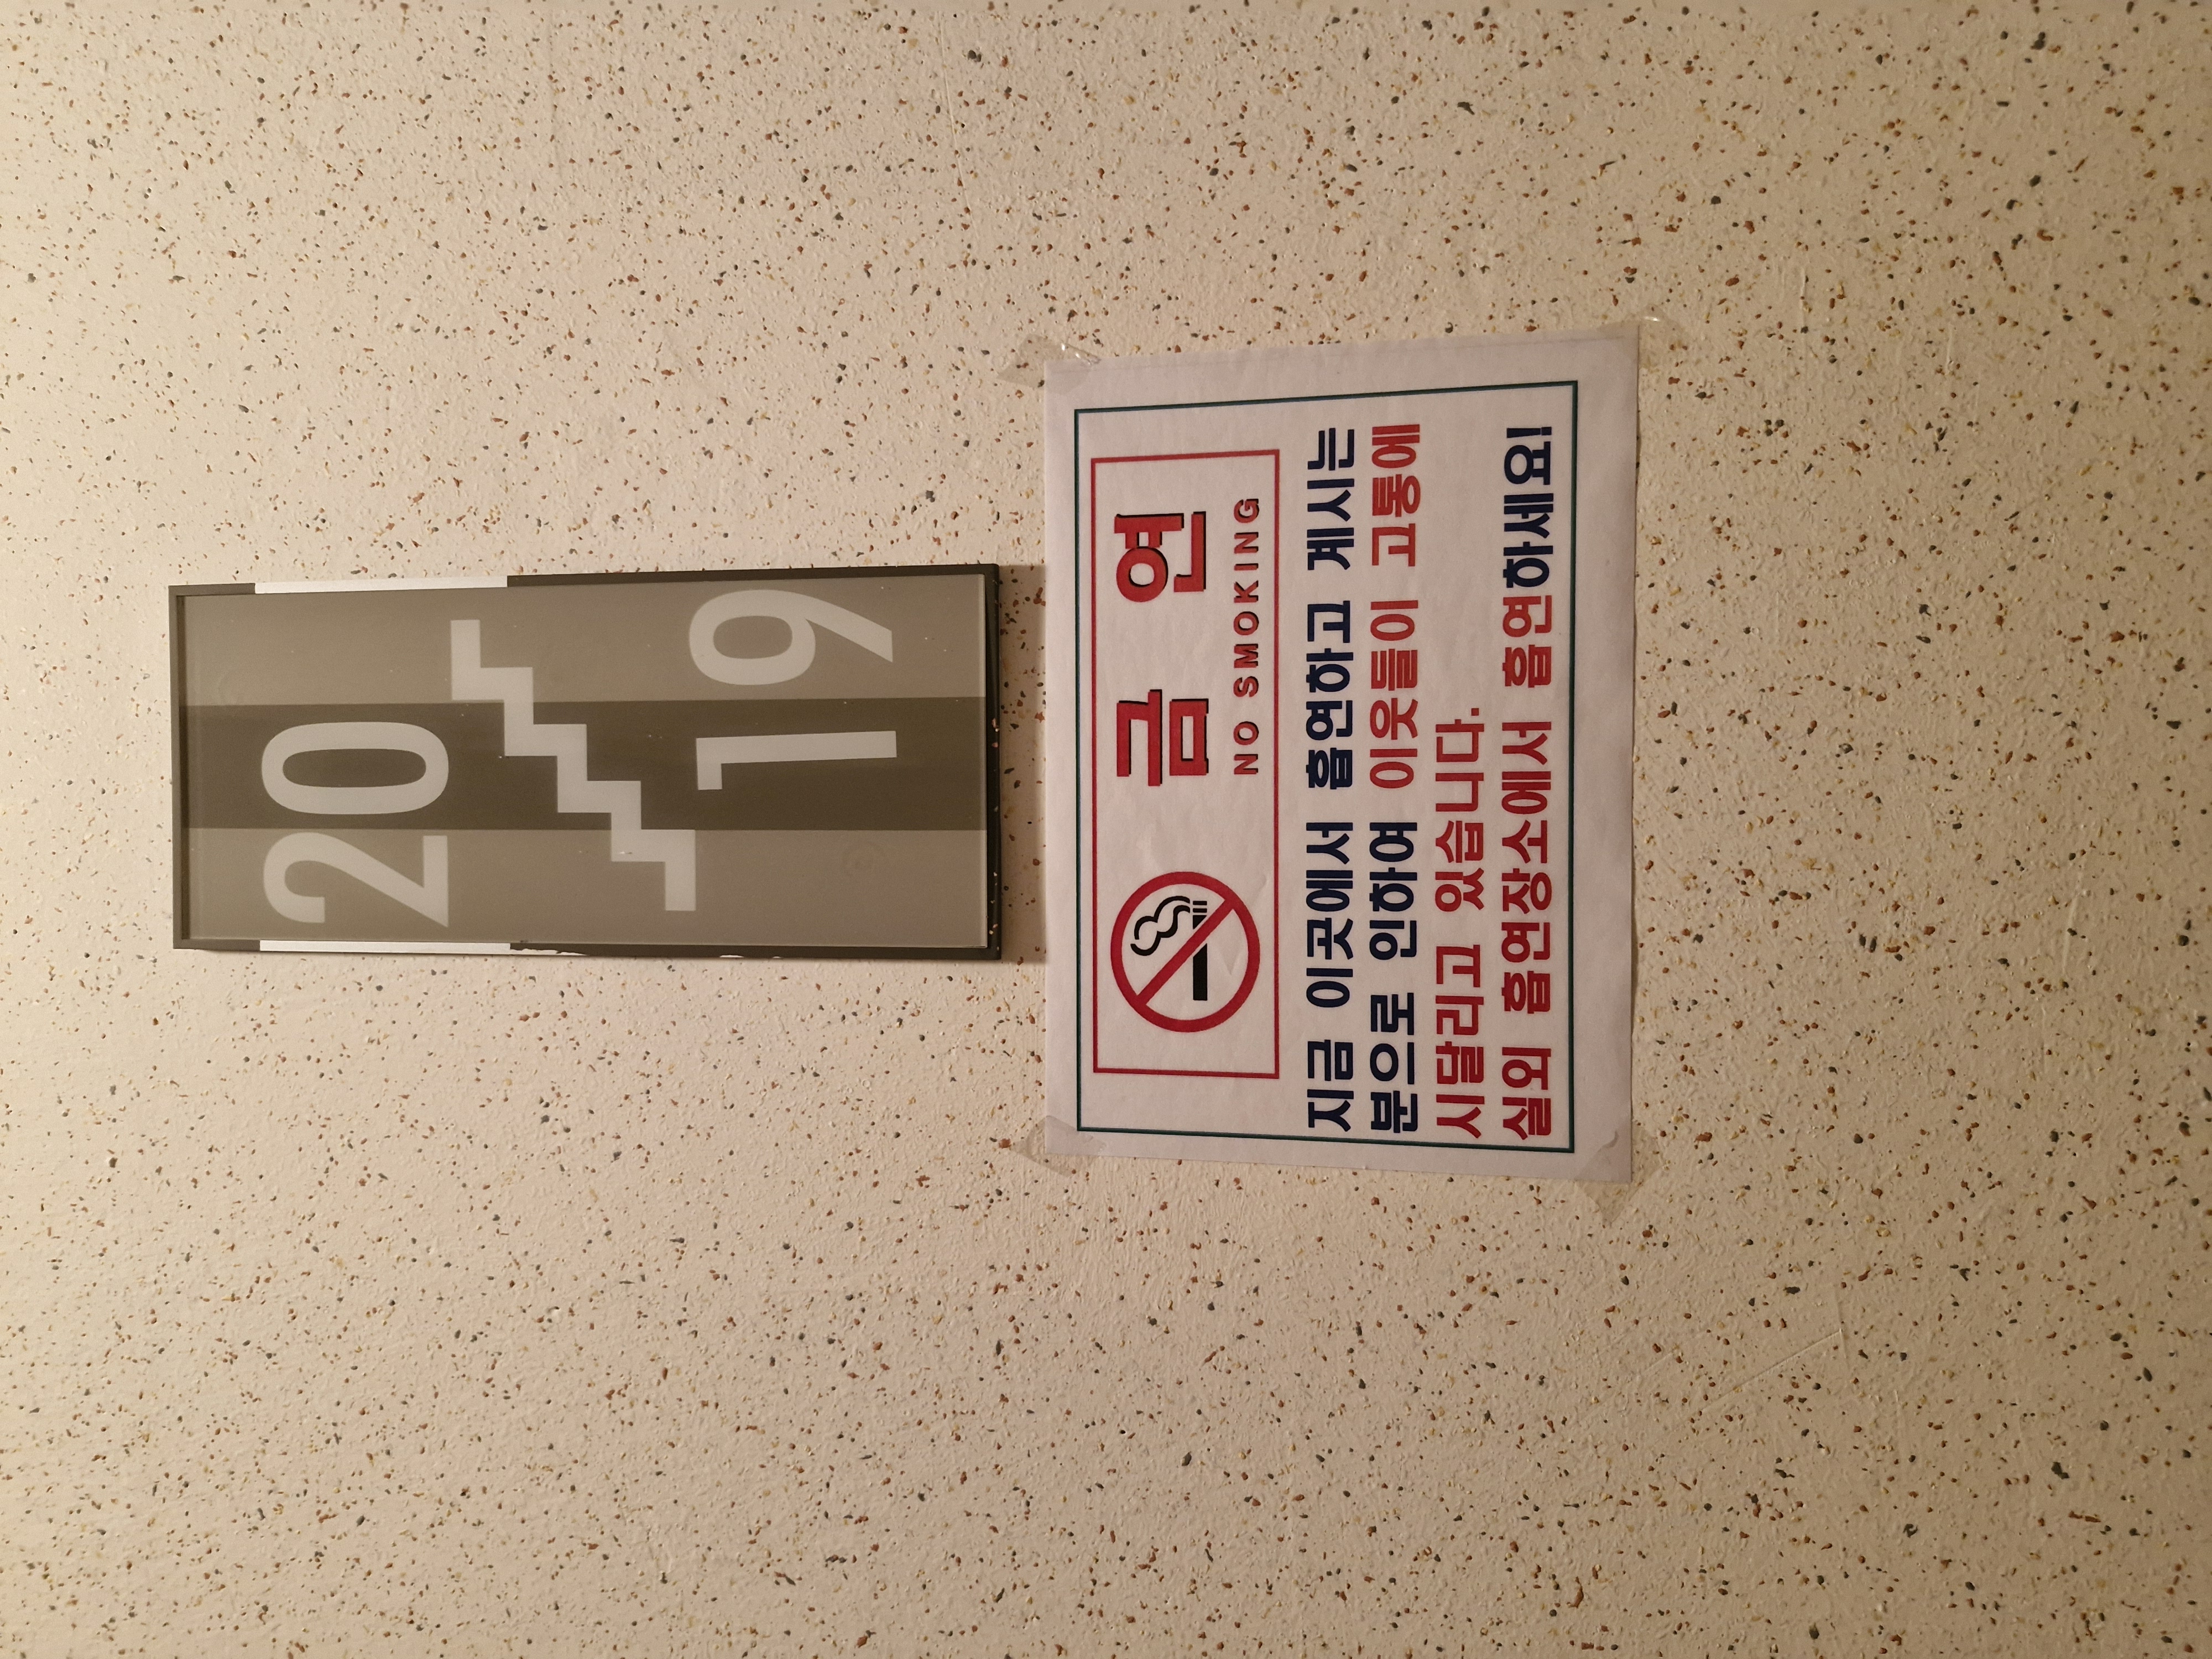 20
19
금 연
NO SMOKING
지금 이곳에서 흡연하고 계시는
분으로 인하여 이웃들이 고통에
시달리고 있습니다.
실외 흡연장소에서 흡연하세요!